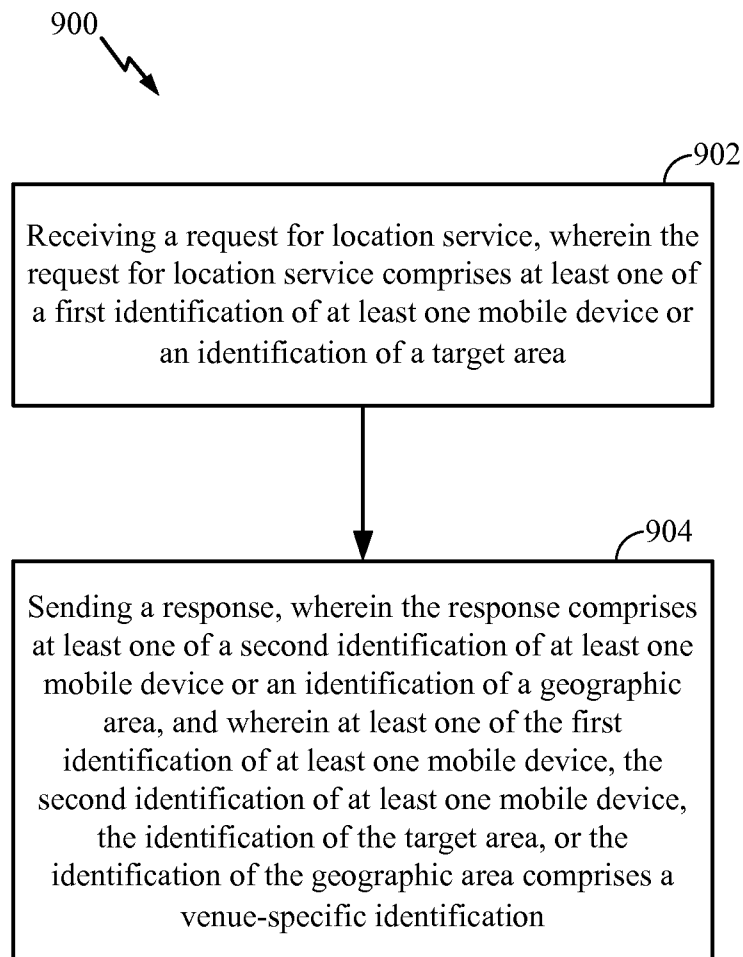 900
902
Receiving a request for location service, wherein the
request for location service comprises at least one of
a first identification of at least one mobile device or
an identification of a target area
904
Sending a response, wherein the response comprises
at least one of a second identification of at least one
mobile device or an identification of a geographic
area, and wherein at least one of the first
identification of at least one mobile device, the
second identification of at least one mobile device,
the identification of the target area, or the
identification of the geographic area comprises a
venue-specific identification